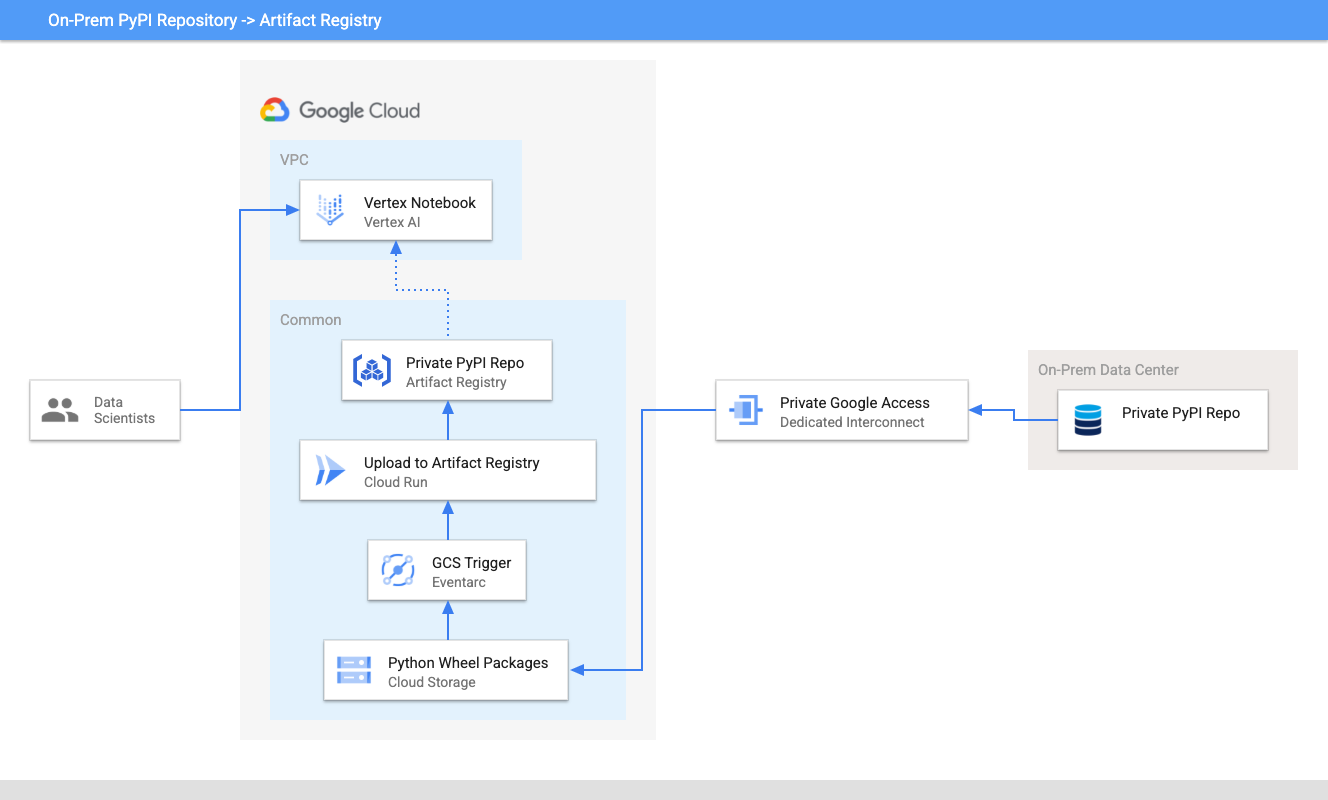 On-Prem PyPI Repository -> Artifact Registry
Google Cloud
VPC
Vertex Notebook
Vertex AI
Common
Private PyPI Repo
Artifact Registry
Data
Scientists
Upload to Artifact Registry
Cloud Run
GCS Trigger
Eventarc
Python Wheel Packages
Cloud Storage
Private Google Access
Dedicated Interconnect
On-Prem Data Center
Private PyPI Repo